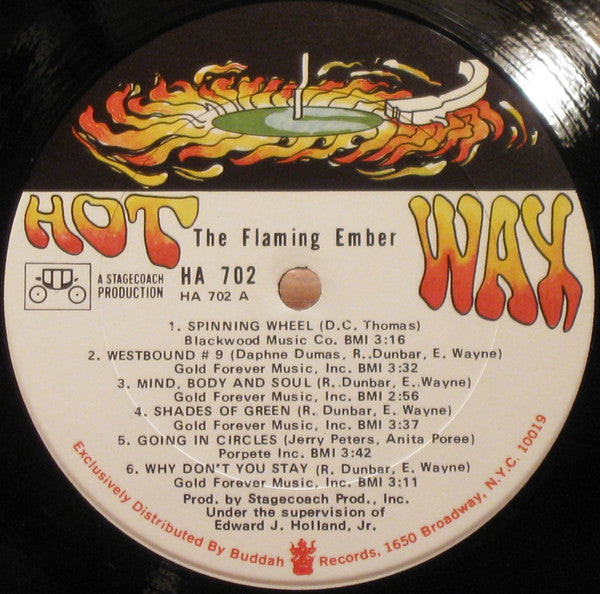 HOT WAX
The Flaming Ember
A STAGECOACH
PRODUCTION
HA 702
HA 702 A
1. SPINNING WHEEL (D.C. Thomas)
Blackwood Music Co. BMI 3:16
2. WESTBOUND # 9 (Daphne Dumas, R. Dunbar, E. Wayne)
Gold Forever Music, Inc. BMI 3:32
3. MIND, BODY AND SOUL (R. Dunbar, E. Wayne)
Gold Forever Music, Inc. BMI 2:56
4. SHADES OF GREEN (R. Dunbar, E. Wayne)
Gold Forever Music, Inc. BMI 3:37
5. GOING IN CIRCLES (Jerry Peters, Anita Poree)
Porpete Inc. BMI 3:42
6. WHY DON'T YOU STAY (R. Dunbar, E. Wayne)
Gold Forever Music, Inc. BMI 3:11
Prod. by Stagecoach Prod., Inc.
Under the supervision of
Edward J. Holland, Jr.
Exclusively Distributed By Buddah Records, 1650 Broadway, N.Y.C. 10019